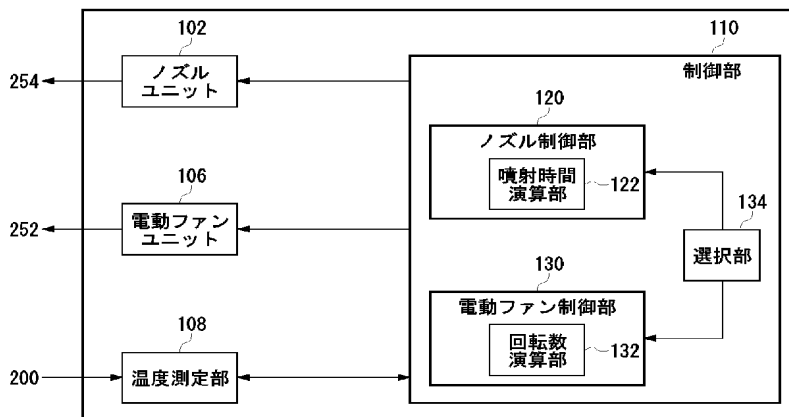 102
110
254
ノズル
ユニット
制御部
120
ノズル制御部
噴射時間
演算部
122
106
134
252
電動ファン
ユニット
選択部
130
電動ファン制御部
108
回転数
演算部
132
200
温度測定部